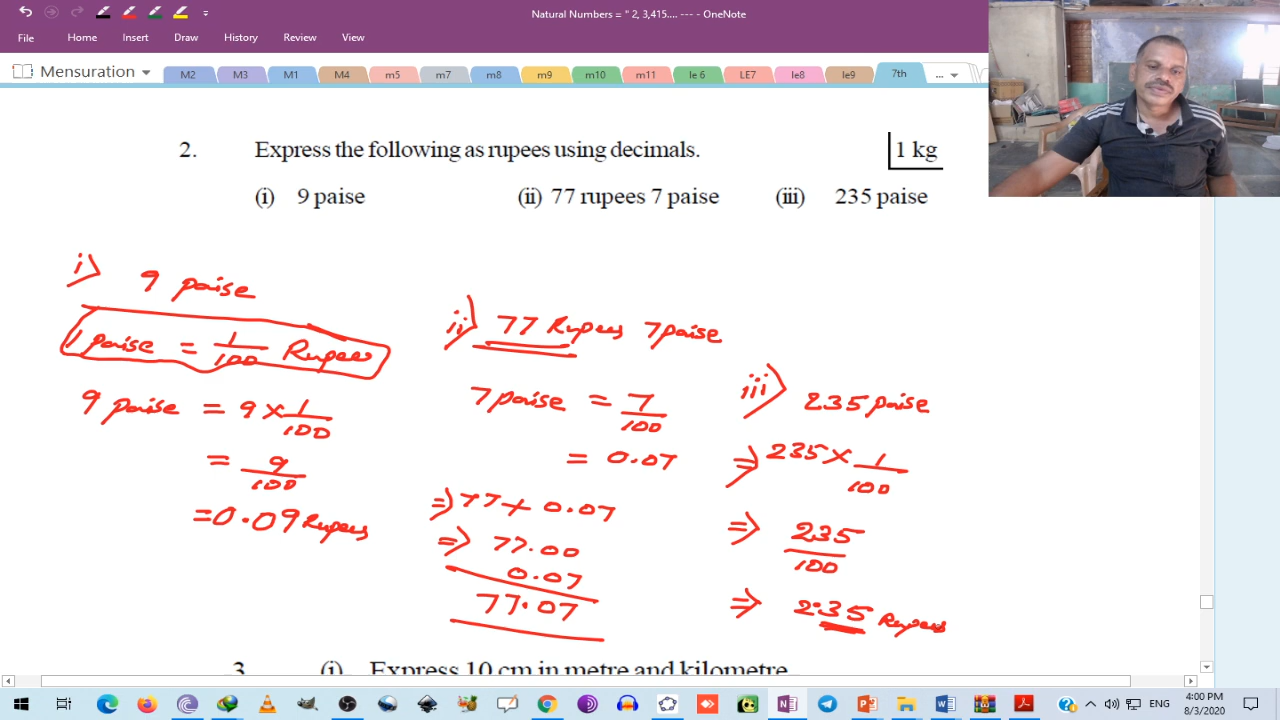 Natural Numbers = " 2, 3,415.... --- - OneNote
File Home Insert Draw History Review View
Mensuration M2 M3 M1 M4 m5 m7 m8 m9 m10 m11 le 6 LE7 le8 le9 7th ...
2. Express the following as rupees using decimals. 1 kg
(i) 9 paise (ii) 77 rupees 7 paise (iii) 235 paise
i) 9 paise
1 paise = 1/100 Rupees
9 paise = 9 × 1/100
= 9/100
= 0.09 Rupees
ii) 77 Rupees 7 paise
7 paise = 7/100
= 0.07
⇒ 77 + 0.07
⇒ 77.00
0.07
77.07
iii) 235 paise
⇒ 235 × 1/100
⇒ 235/100
⇒ 2.35 Rupees
3. (i) Express 10 cm in metre and kilometre
4:00 PM
ENG
8/3/2020